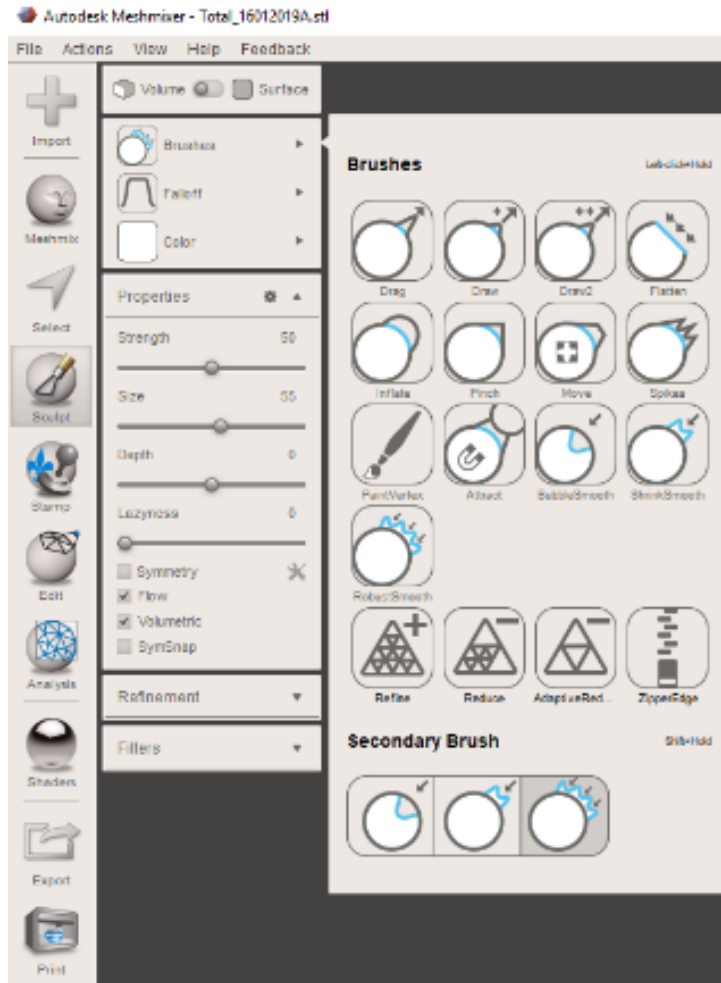 Autodesk Meshmixer - Total_16012019A.stl
File Actions View Help Feedback
Import
Meshmix
Select
Sculpt
Stamp
Edit
Analysis
Shaders
Export
Print
Volume Surface
Brushes
Falloff
Color
Properties
Strength 50
Size 55
Depth 0
Lazyness 0
Symmetry
Flow
Volumetric
SymSnap
Refinement
Filters
Brushes Left-click+Hold
Drag Draw Draw2 Flatten
Inflate Pinch Move Spikes
PaintVertex Attract BubbleSmooth ShrinkSmooth
RobustSmooth
Refine Reduce AdaptiveRed... ZipperEdge
Secondary Brush Shift+Hold